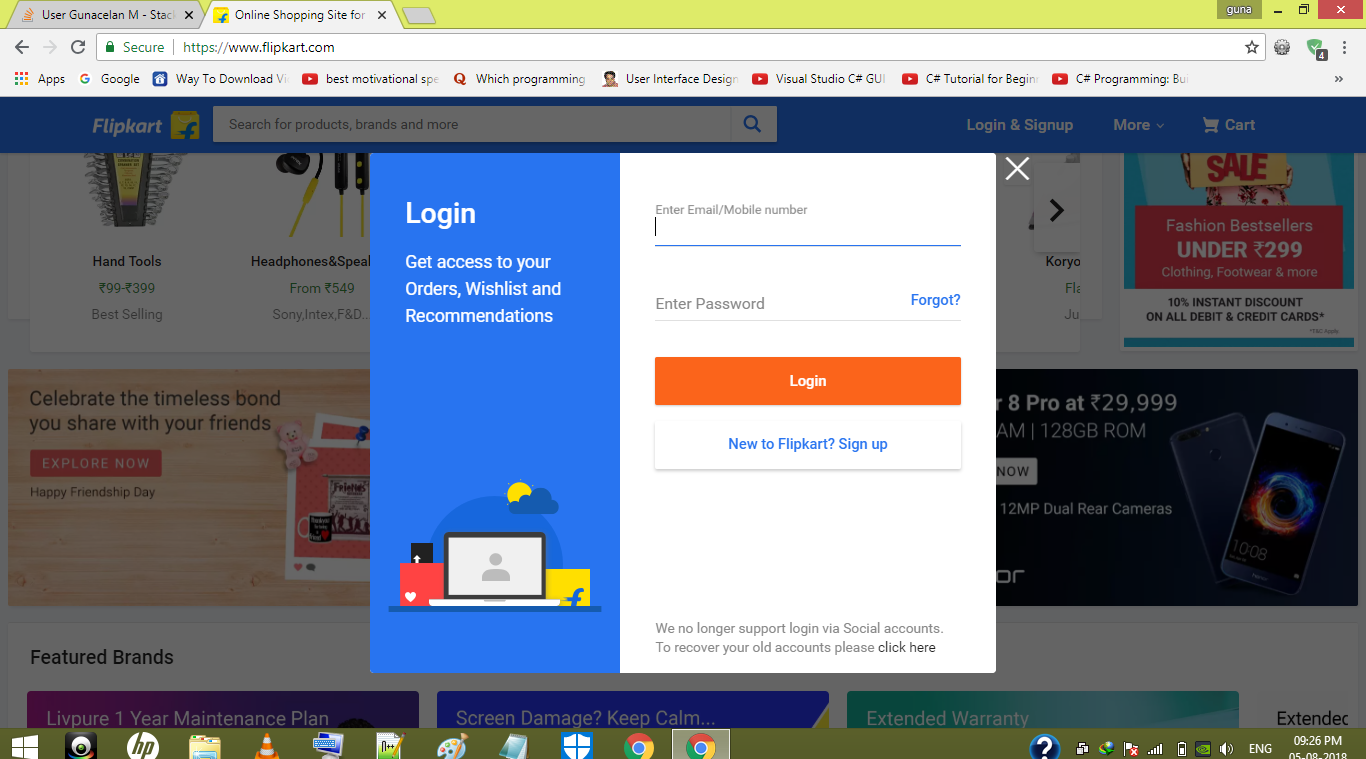 User Gunacelan M - Stack
Online Shopping Site for
guna
Secure
https://www.flipkart.com
4
Apps
Google
Way To Download Vi
best motivational spe
Which programming
User Interface Design
Visual Studio C# GUI
C# Tutorial for Begin
C# Programming: Bu
»
Flipkart
Search for products, brands and more
Login & Signup
More
Cart
Hand Tools
₹99-₹399
Best Selling
Headphones&Speal
From ₹549
Sony,Intex,F&D..
Login
Get access to your
Orders, Wishlist and
Recommendations
Enter Email/Mobile number
Enter Password
Forgot?
Login
New to Flipkart? Sign up
We no longer support login via Social accounts.
To recover your old accounts please click here
Koryo
Fla
Ju
SALE
Fashion Bestsellers
UNDER ₹299
Clothing, Footwear & more
10% INSTANT DISCOUNT
ON ALL DEBIT & CREDIT CARDS*
*T&C Apply
Celebrate the timeless bond
you share with your friends
EXPLORE NOW
Happy Friendship Day
r 8 Pro at ₹29,999
AM | 128GB ROM
NOW
12MP Dual Rear Cameras
or
10:08
Featured Brands
Livpure 1 Year Maintenance Plan
Screen Damage? Keep Calm...
Extended Warranty
Extended
ENG
09:26 PM
05-08-2018